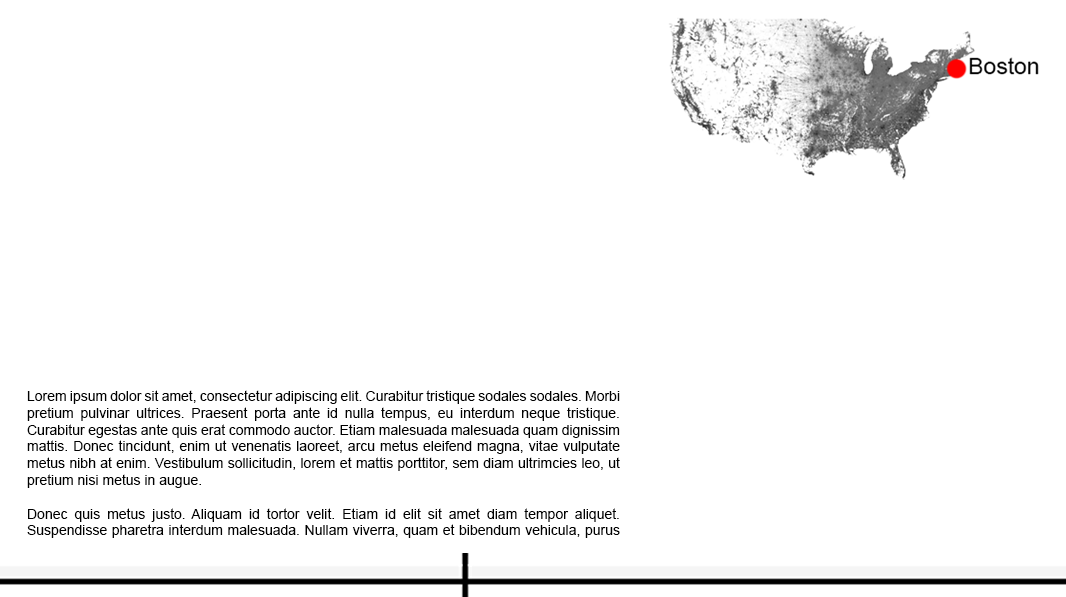 Boston
Lorem ipsum dolor sit amet, consectetur adipiscing elit. Curabitur tristique sodales sodales. Morbi
pretium pulvinar ultrices. Praesent porta ante id nulla tempus, eu interdum neque tristique.
Curabitur egestas ante quis erat commodo auctor. Etiam malesuada malesuada quam dignissim
mattis. Donec tincidunt, enim ut venenatis laoreet, arcu metus eleifend magna, vitae vulputate
metus nibh at enim. Vestibulum sollicitudin, lorem et mattis porttitor, sem diam ultrimcies leo, ut
pretium nisi metus in augue.
Donec quis metus justo. Aliquam id tortor velit. Etiam id elit sit amet diam tempor aliquet.
Suspendisse pharetra interdum malesuada. Nullam viverra, quam et bibendum vehicula, purus